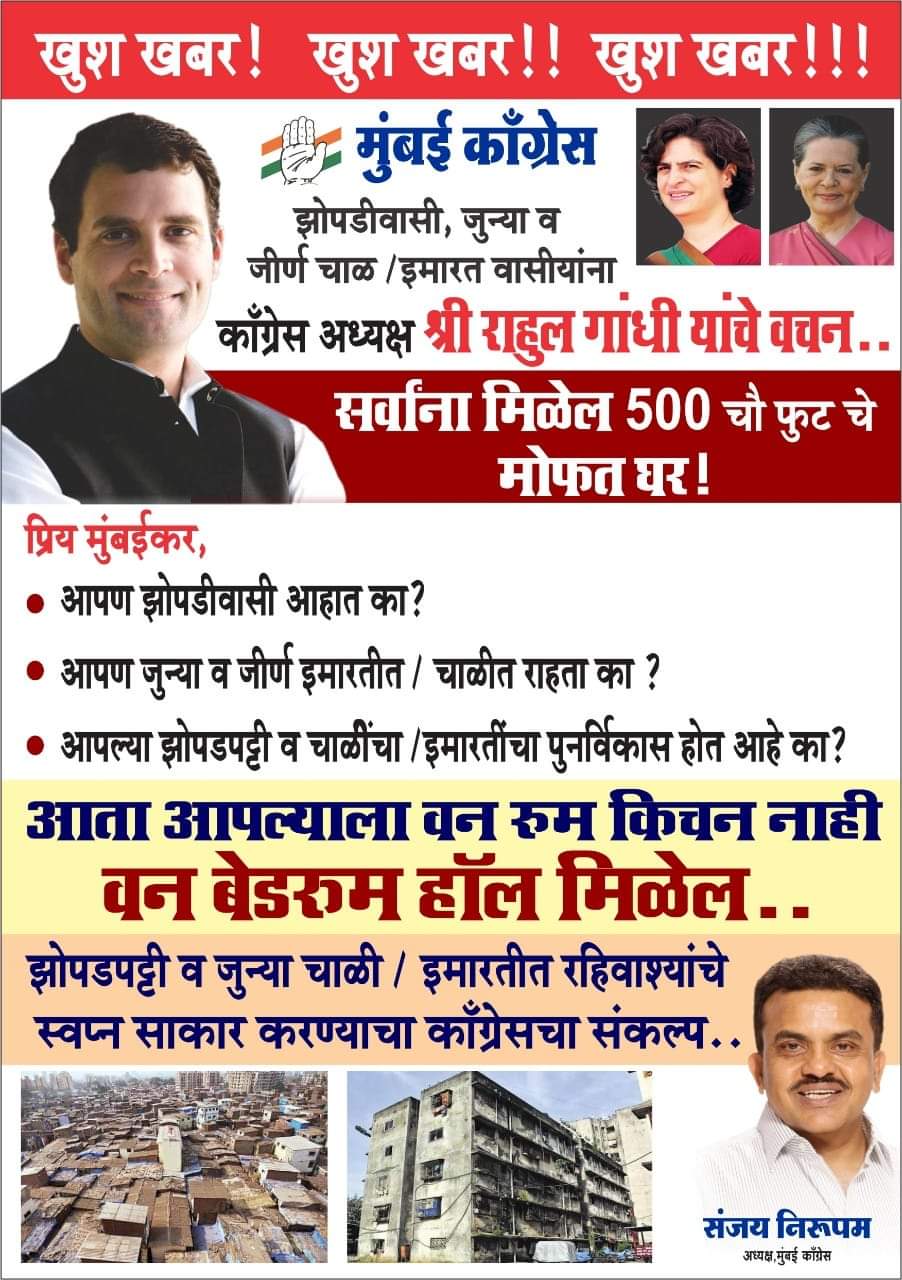 खुश खबर! खुश खबर!! खुश खबर!!!
मुंबई काँग्रेस
झोपडीवासी, जुन्या व
जीर्ण चाळ /इमारत वासीयांना
काँग्रेस अध्यक्ष श्री राहुल गांधी यांचे वचन..
सर्वांना मिळेल 500 चौ फुट चे
मोफत घर!
प्रिय मुंबईकर,
• आपण झोपडीवासी आहात का?
• आपण जुन्या व जीर्ण इमारतीत / चाळीत राहता का ?
• आपल्या झोपडपट्टी व चाळींचा /इमारतींचा पुनर्विकास होत आहे का?
आता आपल्याला वन रुम किचन नाही
वन बेडरुम हॉल मिळेल..
झोपडपट्टी व जुन्या चाळी / इमारतीत रहिवाश्यांचे
स्वप्न साकार करण्याचा काँग्रेसचा संकल्प..
संजय निरूपम
अध्यक्ष,मुंबई काँग्रेस